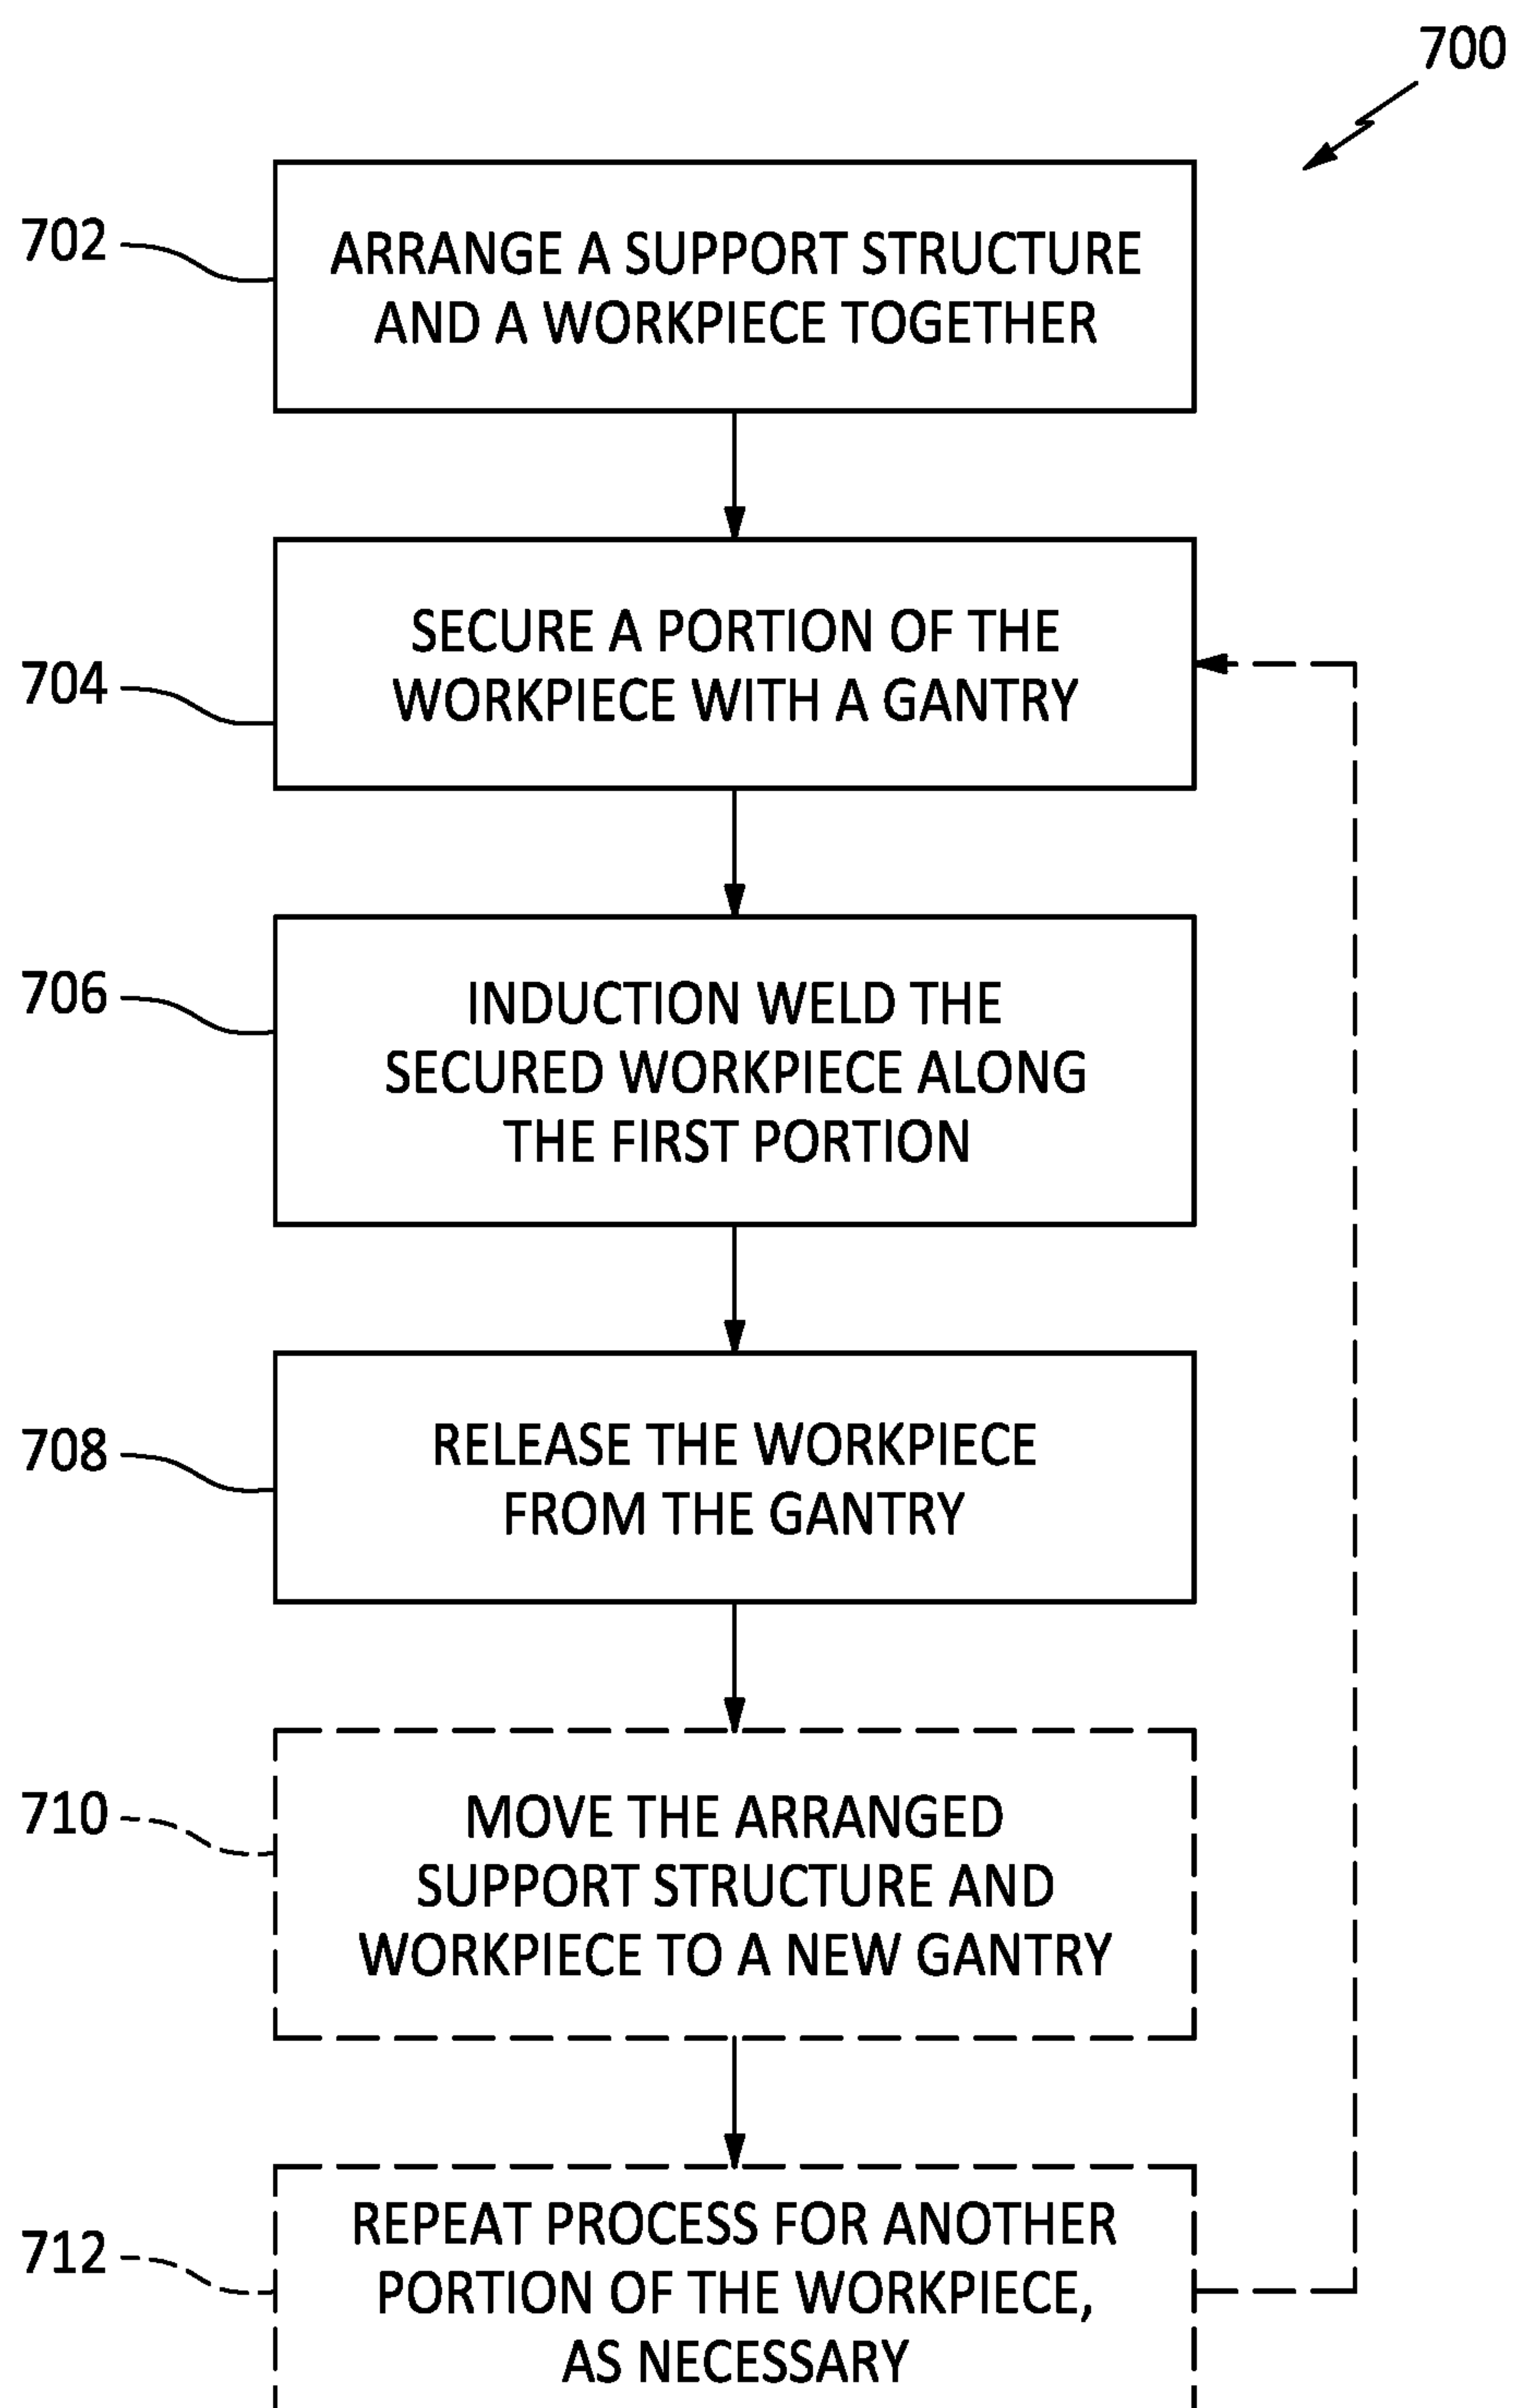 700
702
ARRANGE A SUPPORT STRUCTURE
AND A WORKPIECE TOGETHER
704
SECURE A PORTION OF THE
WORKPIECE WITH A GANTRY
706
INDUCTION WELD THE
SECURED WORKPIECE ALONG
THE FIRST PORTION
708
RELEASE THE WORKPIECE
FROM THE GANTRY
710
MOVE THE ARRANGED
SUPPORT STRUCTURE AND
WORKPIECE TO A NEW GANTRY
712
REPEAT PROCESS FOR ANOTHER
PORTION OF THE WORKPIECE,
AS NECESSARY